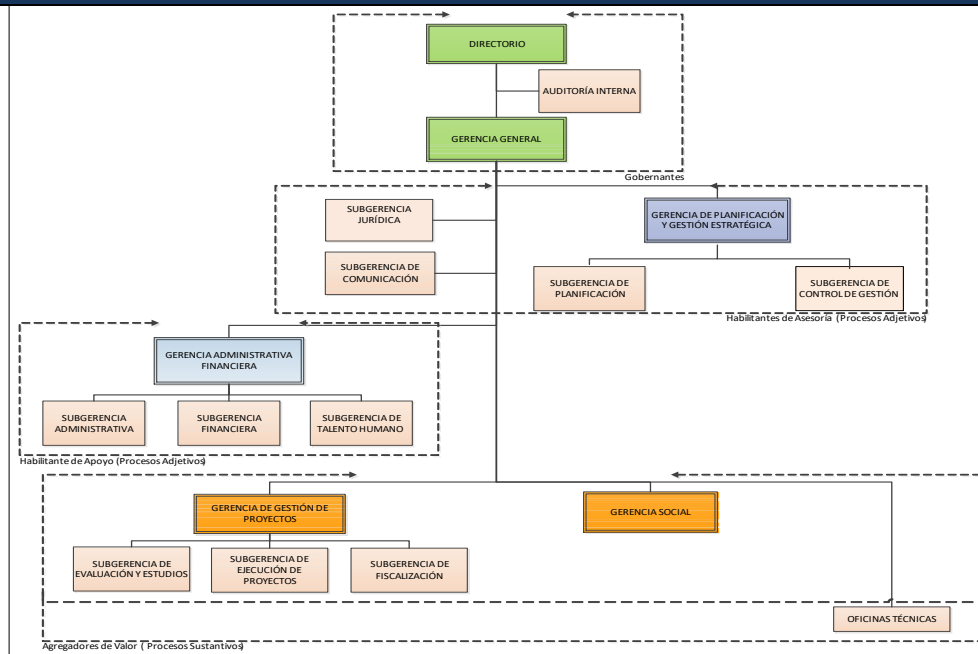 DIRECTORIO
AUDITORÍA INTERNA
GERENCIA GENERAL
Gobernantes
SUBGERENCIA
JURÍDICA
GERENCIA DE PLANIFICACIÓN
Y GESTIÓN ESTRATÉGICA
SUBGERENCIA DE
COMUNICACIÓN
SUBGERENCIA DE
PLANIFICACIÓN
SUBGERENCIA DE
CONTROL DE GESTIÓN
Habilitantes de Asesoría (Procesos Adjetivos)
GERENCIA ADMINISTRATIVA
FINANCIERA
SUBGERENCIA
ADMINISTRATIVA
SUBGERENCIA
FINANCIERA
SUBGERENCIA DE
TALENTO HUMANO
Habilitante de Apoyo (Procesos Adjetivos)
GERENCIA DE GESTIÓN DE
PROYECTOS
GERENCIA SOCIAL
SUBGERENCIA DE
EVALUACIÓN Y ESTUDIOS
SUBGERENCIA DE
EJECUCIÓN DE
PROYECTOS
SUBGERENCIA DE
FISCALIZACIÓN
OFICINAS TÉCNICAS
Agregadores de Valor ( Procesos Sustantivos)